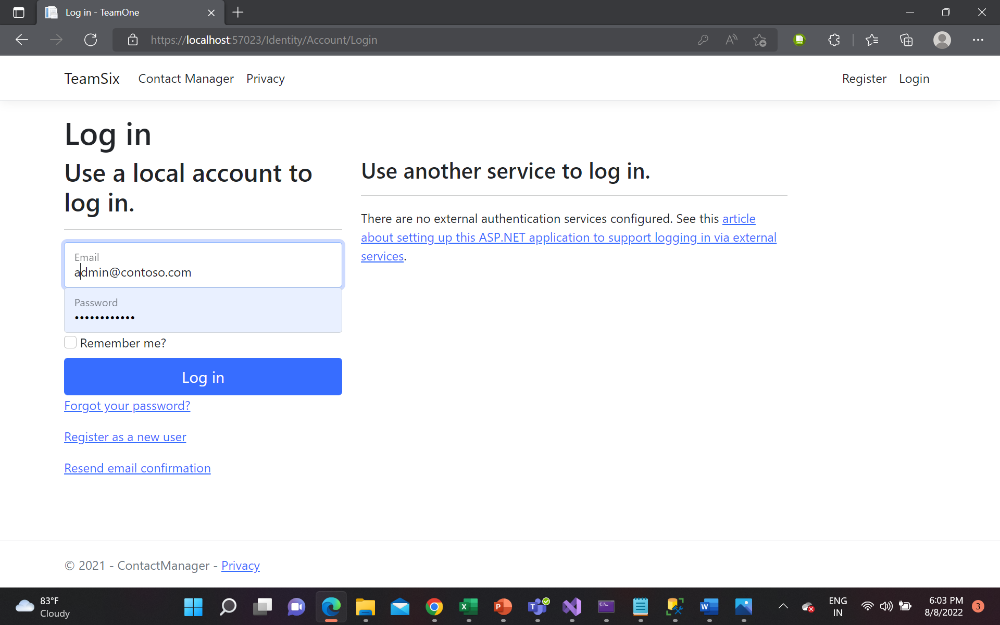 Log in - TeamOne
https://localhost:57023/Identity/Account/Login
TeamSix Contact Manager Privacy Register Login
Log in
Use a local account to
log in.
Email
admin@contoso.com
Password
••••••••••••
Remember me?
Log in
Forgot your password?
Register as a new user
Resend email confirmation
Use another service to log in.
There are no external authentication services configured. See this article
about setting up this ASP.NET application to support logging in via external
services.
© 2021 - ContactManager - Privacy
83°F
Cloudy
ENG
IN
6:03 PM
8/8/2022
3